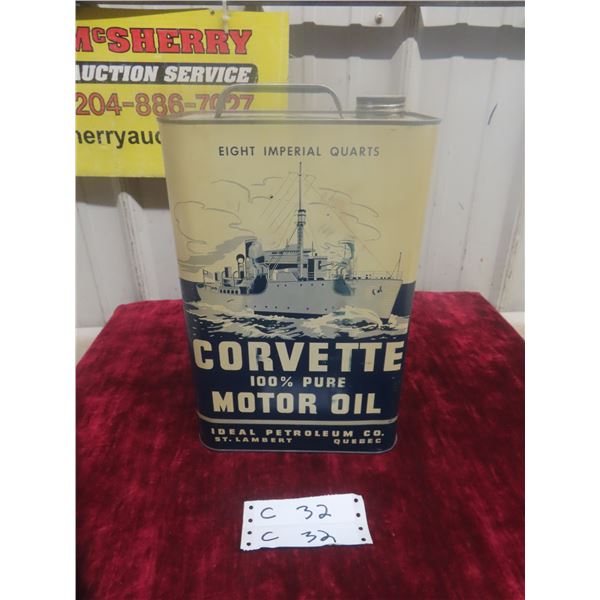 McSHERRY
AUCTION SERVICE
204-886-7027
EIGHT IMPERIAL QUARTS
CORVETTE
100% PURE
MOTOR OIL
IDEAL PETROLEUM CO.
ST. LAMBERT QUEBEC
C 32
C 32